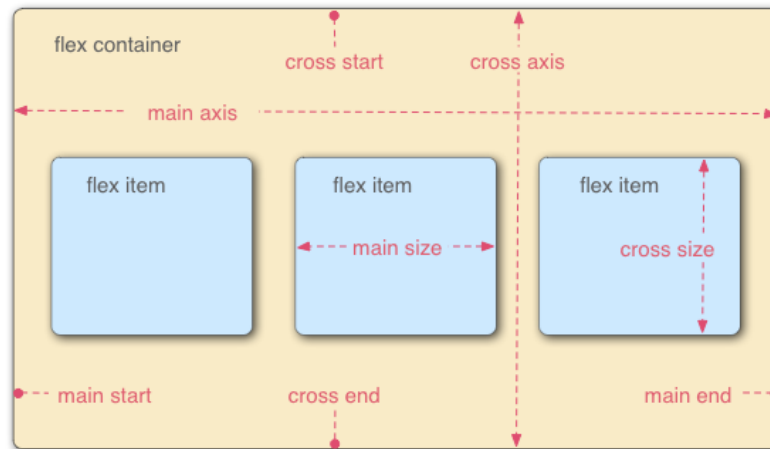 flex container
cross start
cross axis
main axis
flex item
flex item
flex item
main size
cross size
main start
cross end
main end